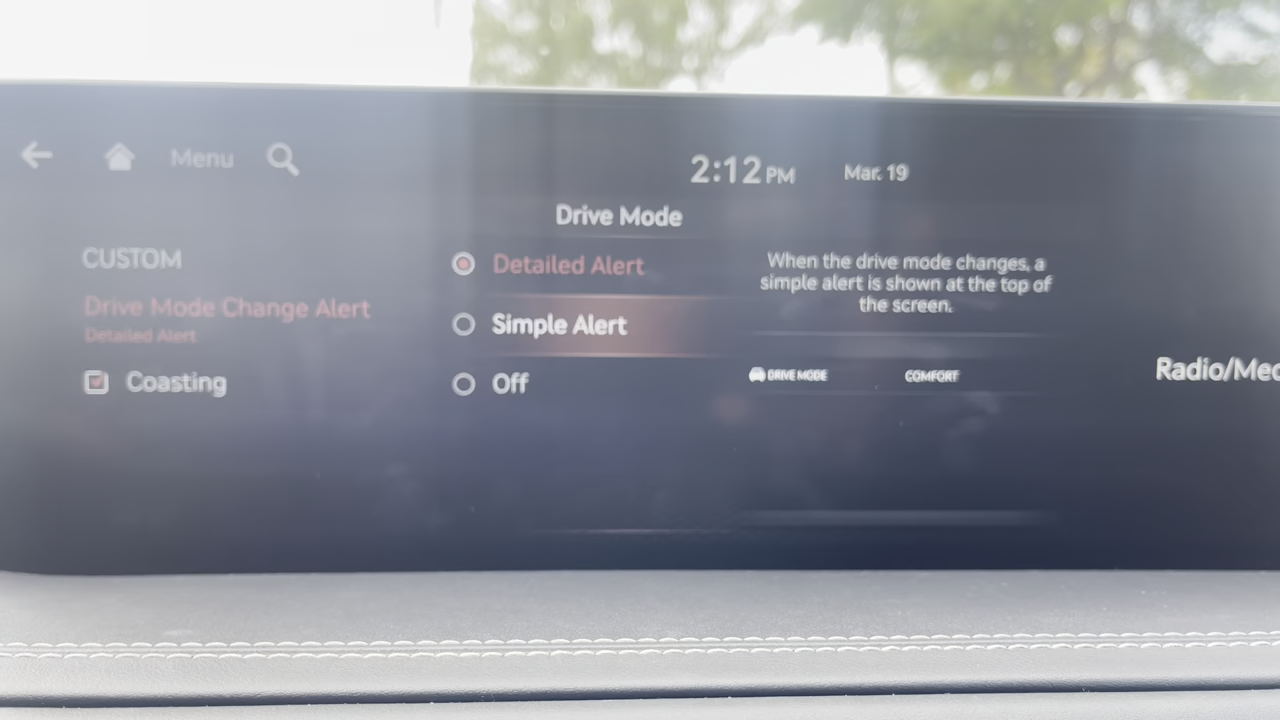 Menu
2:12 PM
Mar. 19
Drive Mode
CUSTOM
Drive Mode Change Alert
Detailed Alert
Coasting
Detailed Alert
Simple Alert
Off
When the drive mode changes, a
simple alert is shown at the top of
the screen.
DRIVE MODE
COMFORT
Radio/Med